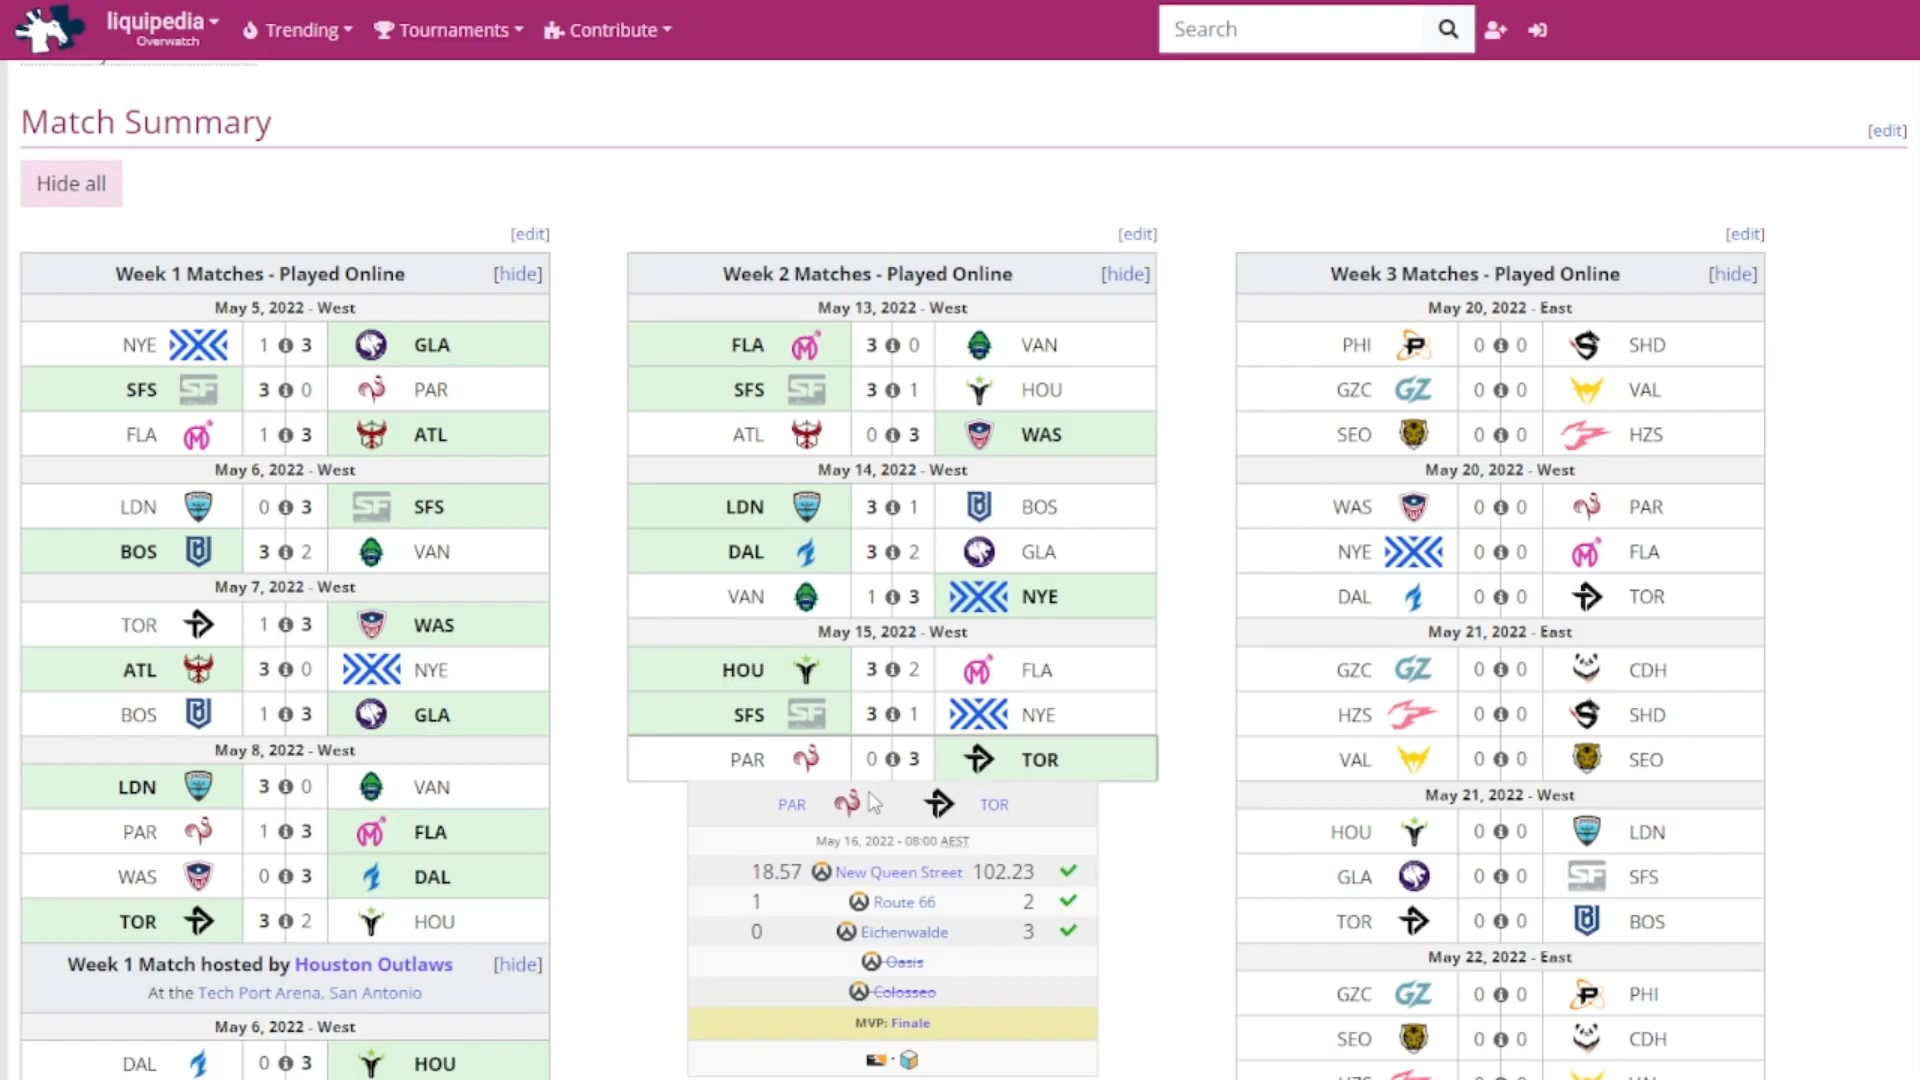 liquipedia
Overwatch
Trending
Tournaments
Contribute
Search
Match Summary
[edit]
Hide all
[edit]
Week 1 Matches - Played Online [hide]
May 5, 2022 - West
NYE 1 3 GLA
SFS SF 3 0 PAR
FLA 1 3 ATL
May 6, 2022 - West
LDN 0 3 SF SFS
BOS 3 2 VAN
May 7, 2022 - West
TOR 1 3 WAS
ATL 3 0 NYE
BOS 1 3 GLA
May 8, 2022 - West
LDN 3 0 VAN
PAR 1 3 FLA
WAS 0 3 DAL
TOR 3 2 HOU
Week 1 Match hosted by Houston Outlaws [hide]
At the Tech Port Arena, San Antonio
May 6, 2022 - West
DAL 0 3 HOU
[edit]
Week 2 Matches - Played Online [hide]
May 13, 2022 - West
FLA 3 0 VAN
SFS SF 3 1 HOU
ATL 0 3 WAS
May 14, 2022 - West
LDN 3 1 BOS
DAL 3 2 GLA
VAN 1 3 NYE
May 15, 2022 - West
HOU 3 2 FLA
SFS SF 3 1 NYE
PAR 0 3 TOR
PAR TOR
May 16, 2022 - 08:00 AEST
18.57 New Queen Street 102.23
1 Route 66 2
0 Eichenwalde 3
Oasis
Colosseo
MVP: Finale
[edit]
Week 3 Matches - Played Online [hide]
May 20, 2022 - East
PHI 0 0 SHD
GZC GZ 0 0 VAL
SEO 0 0 HZS
May 20, 2022 - West
WAS 0 0 PAR
NYE 0 0 FLA
DAL 0 0 TOR
May 21, 2022 - East
GZC GZ 0 0 CDH
HZS 0 0 SHD
VAL 0 0 SEO
May 21, 2022 - West
HOU 0 0 LDN
GLA 0 0 SF SFS
TOR 0 0 BOS
May 22, 2022 - East
GZC GZ 0 0 PHI
SEO 0 0 CDH